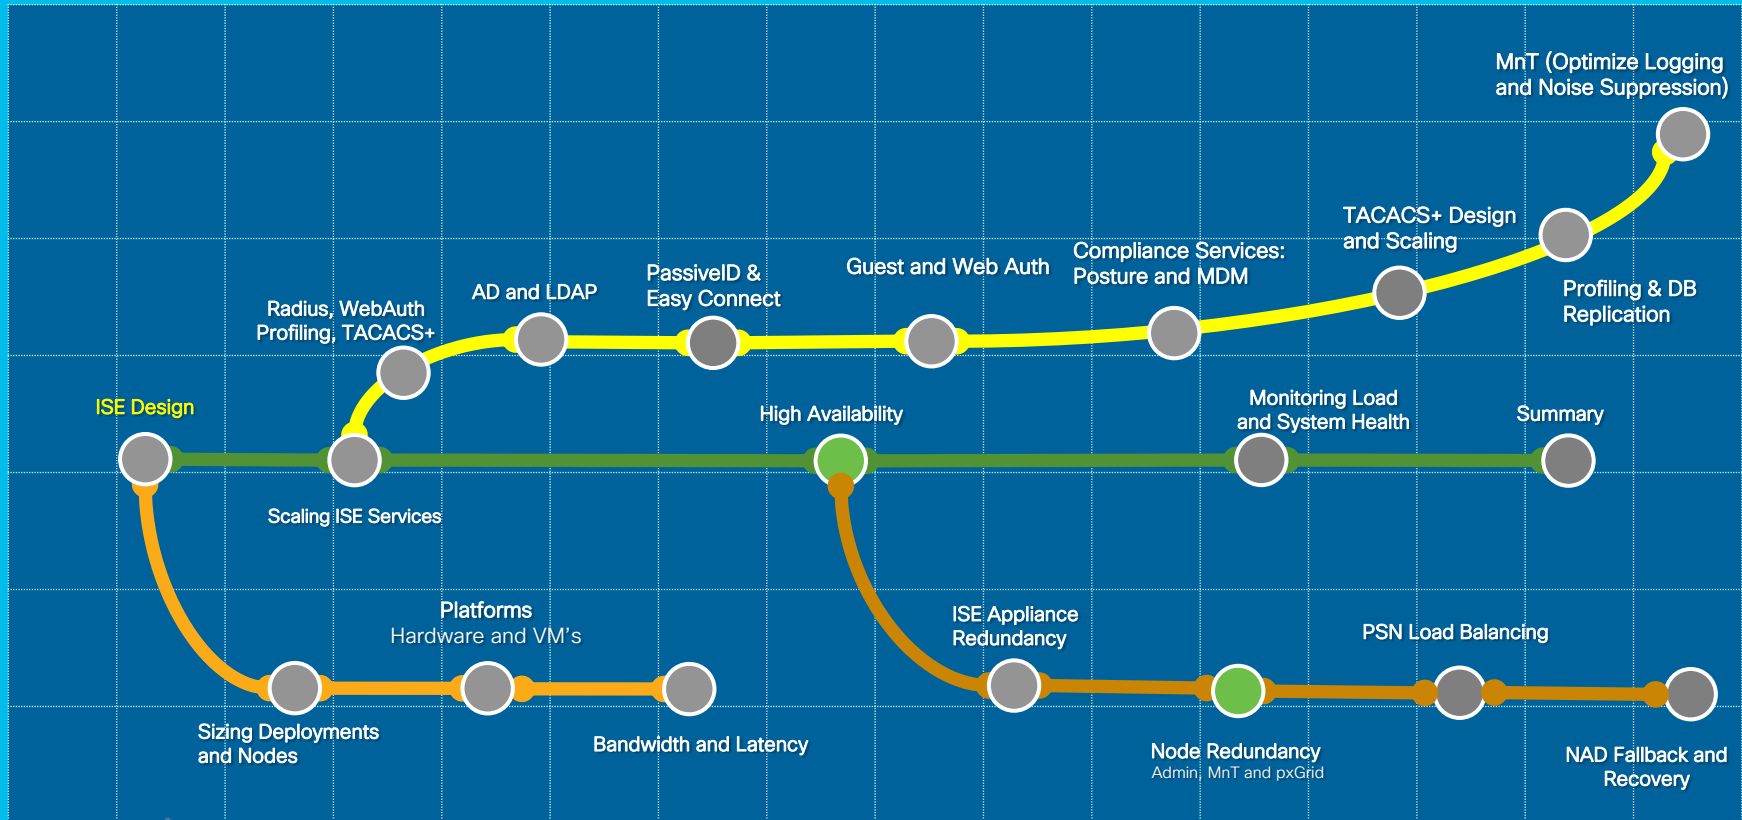 MnT (Optimize Logging
and Noise Suppression)
TACACS+ Design
and Scaling
Compliance Services:
Posture and MDM
Guest and Web Auth
PassiveID &
Easy Connect
AD and LDAP
Radius, WebAuth
Profiling, TACACS+
Profiling & DB
Replication
ISE Design
High Availability
Monitoring Load
and System Health
Summary
Scaling ISE Services
Platforms
Hardware and VM's
ISE Appliance
Redundancy
PSN Load Balancing
Sizing Deployments
and Nodes
Bandwidth and Latency
Node Redundancy
Admin, MnT and pxGrid
NAD Fallback and
Recovery